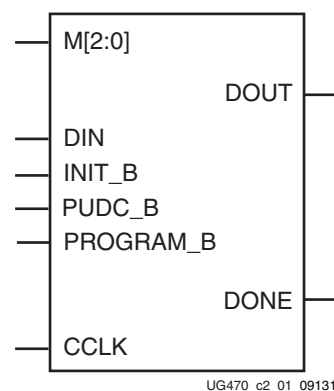 M[2:0]
DOUT
DIN
INIT_B
PUDC_B
PROGRAM_B
DONE
CCLK
UG470_c2_01_09131